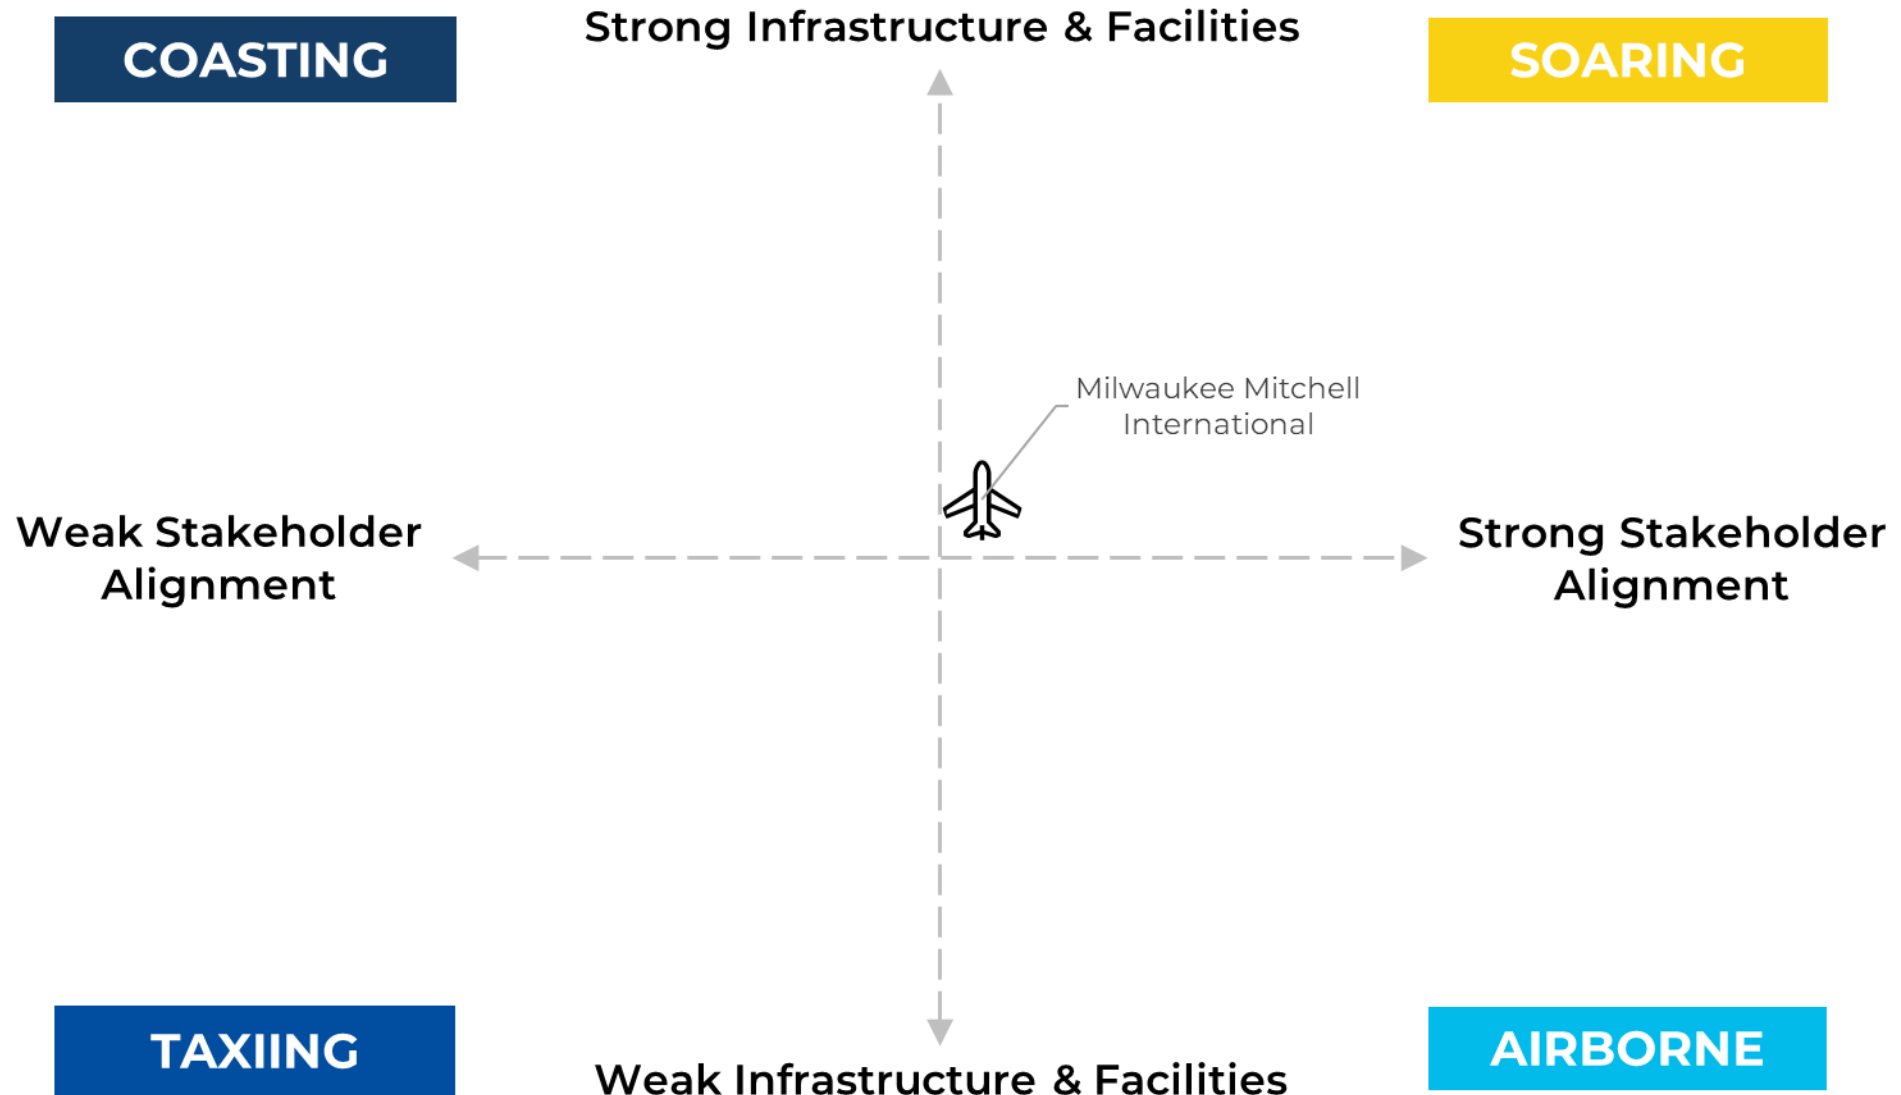 Strong Infrastructure & Facilities
COASTING
SOARING
Milwaukee Mitchell
International
Weak Stakeholder
Alignment
Strong Stakeholder
Alignment
TAXIING
AIRBORNE
Weak Infrastructure & Facilities